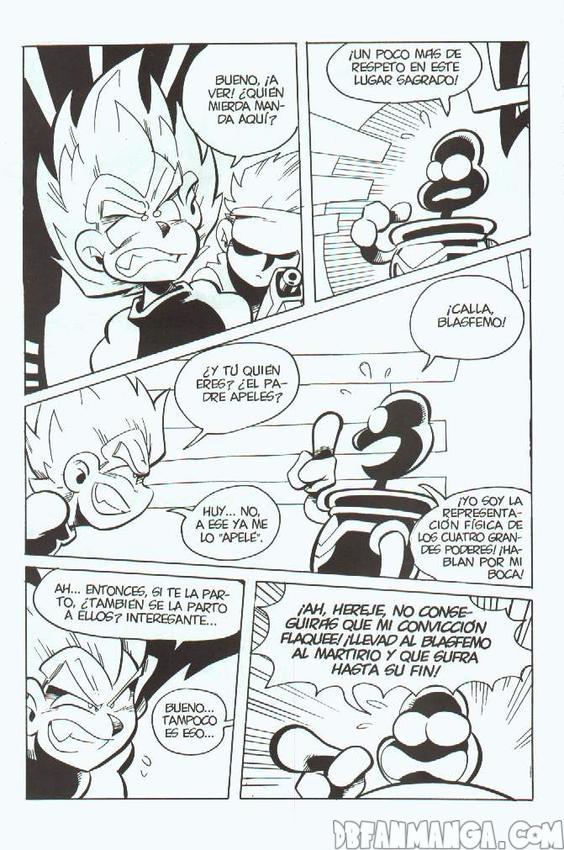 BUENO, ¡A
VER! ¿QUIÉN
MIERDA MAN-
DA AQUÍ?
¡UN POCO MÁS DE
RESPETO EN ESTE
LUGAR SAGRADO!
¡CALLA,
BLASFEMO!
¿Y TÚ QUIÉN
ERES? ¿EL PA-
DRE APELES?
HUY... NO,
A ESE YA ME
LO "APELÉ".
¡YO SOY LA
REPRESENTA-
CIÓN FÍSICA DE
LOS CUATRO GRAN-
DES PODERES! ¡HA-
BLAN POR MI
BOCA!
AH... ENTONCES, SI TE LA PAR-
TO, ¿TAMBIÉN SE LA PARTO
A ELLOS? INTERESANTE...
BUENO...
TAMPOCO
ES ESO...
¡AH, HEREJE, NO CONSE-
GUIRÁS QUE MI CONVICCIÓN
FLAQUEE! ¡LLEVAD AL BLASFEMO
AL MARTIRIO Y QUE SUFRA
HASTA SU FIN!
DBFANMANGA.COM